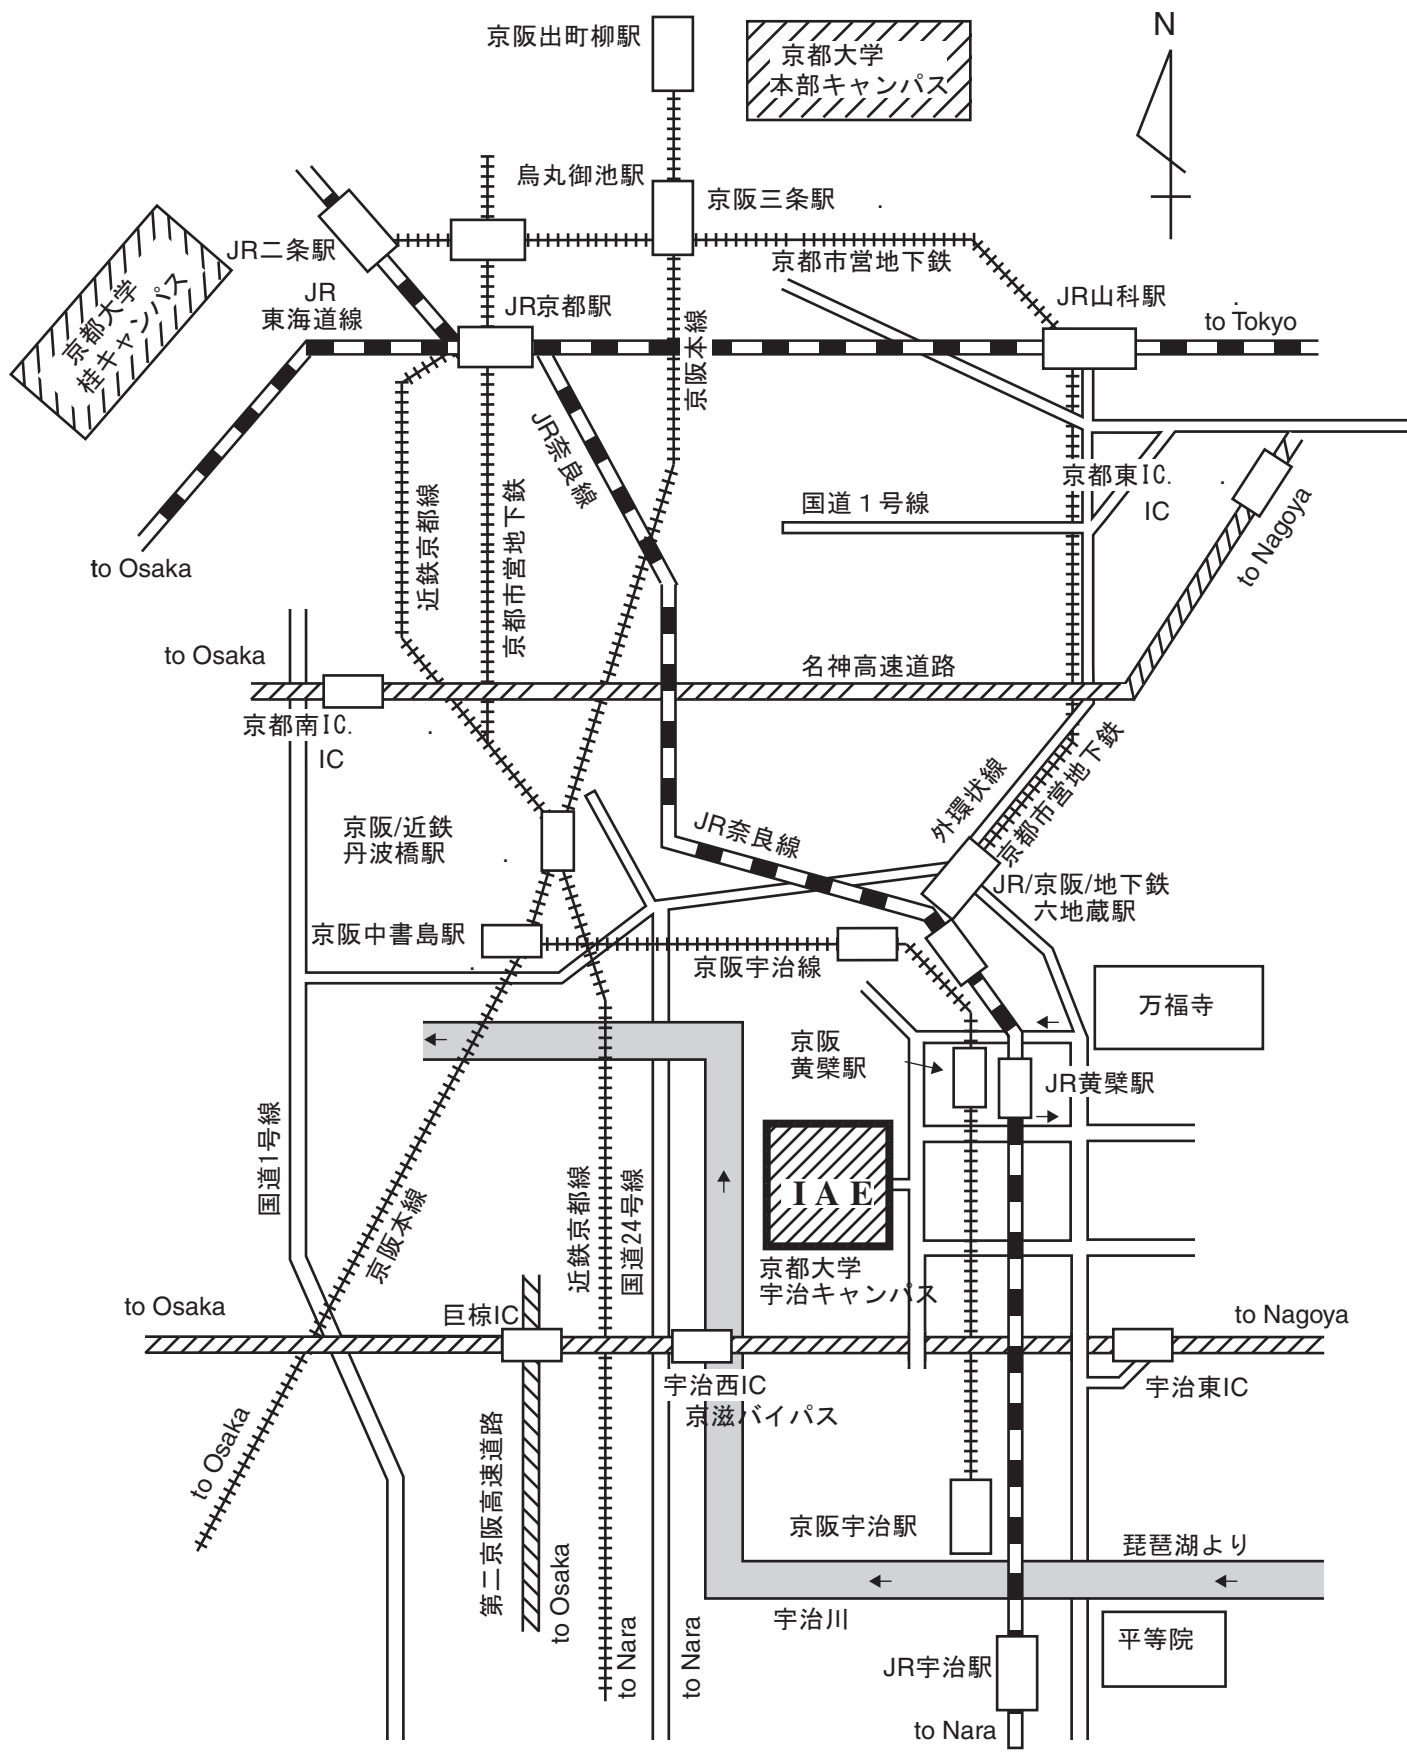 N
京阪出町柳駅
京都大学
本部キャンパス
烏丸御池駅
京阪三条駅
JR二条駅
京都市営地下鉄
京都大学
桂キャンパス
JR
東海道線
JR京都駅
JR山科駅
to Tokyo
京阪本線
JR奈良線
京都東IC.
IC
国道1号線
to Nagoya
to Osaka
近鉄京都線
京都市営地下鉄
to Osaka
名神高速道路
京都南IC.
IC
外環状線
京都市営地下鉄
京阪/近鉄
丹波橋駅
JR奈良線
JR/京阪/地下鉄
六地蔵駅
京阪中書島駅
京阪宇治線
万福寺
京阪
黄檗駅
JR黄檗駅
国道1号線
京阪本線
近鉄京都線
国道24号線
I A E
京都大学
宇治キャンパス
to Osaka
巨椋IC
to Nagoya
宇治西IC
京滋バイパス
宇治東IC
to Osaka
第二京阪高速道路
to Osaka
京阪宇治駅
琵琶湖より
宇治川
平等院
to Nara
to Nara
JR宇治駅
to Nara